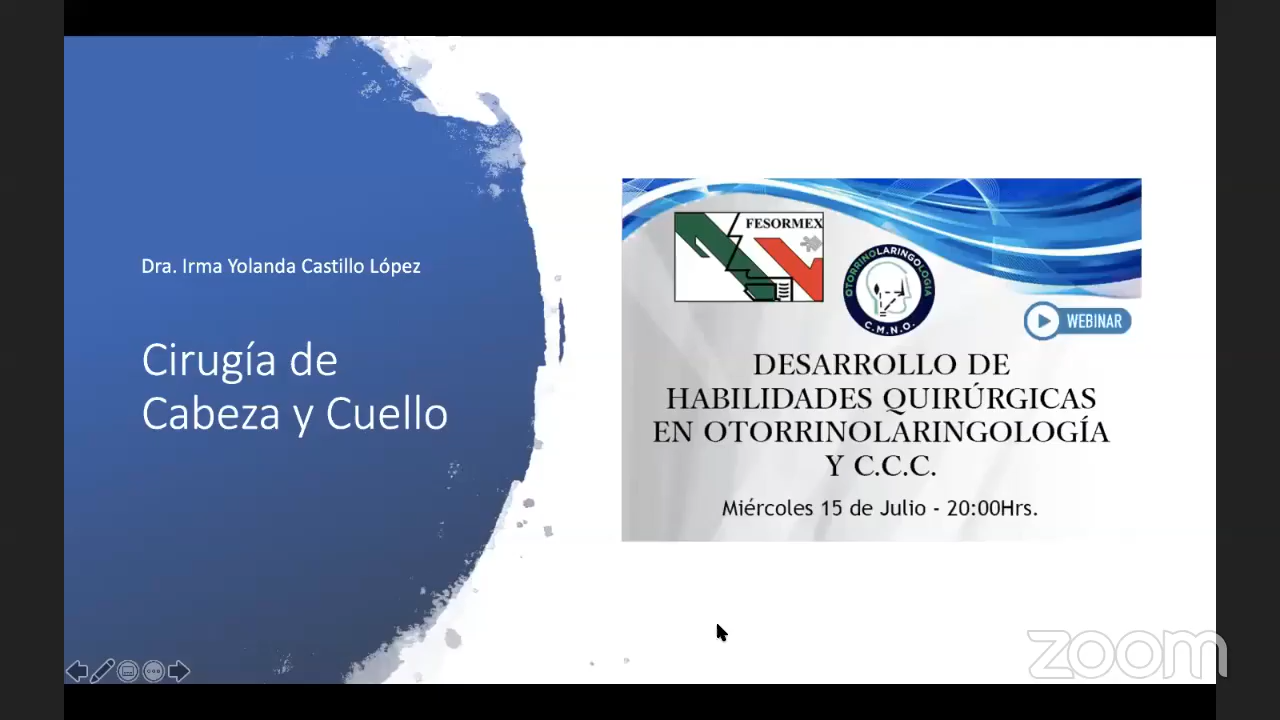 Dra. Irma Yolanda Castillo López
Cirugía de
Cabeza y Cuello
FESORMEX
OTORRINOLARINGOLOGIA
C.M.N.O.
WEBINAR
DESARROLLO DE
HABILIDADES QUIRÚRGICAS
EN OTORRINOLARINGOLOGÍA
Y C.C.C.
Miércoles 15 de Julio - 20:00Hrs.
zoom